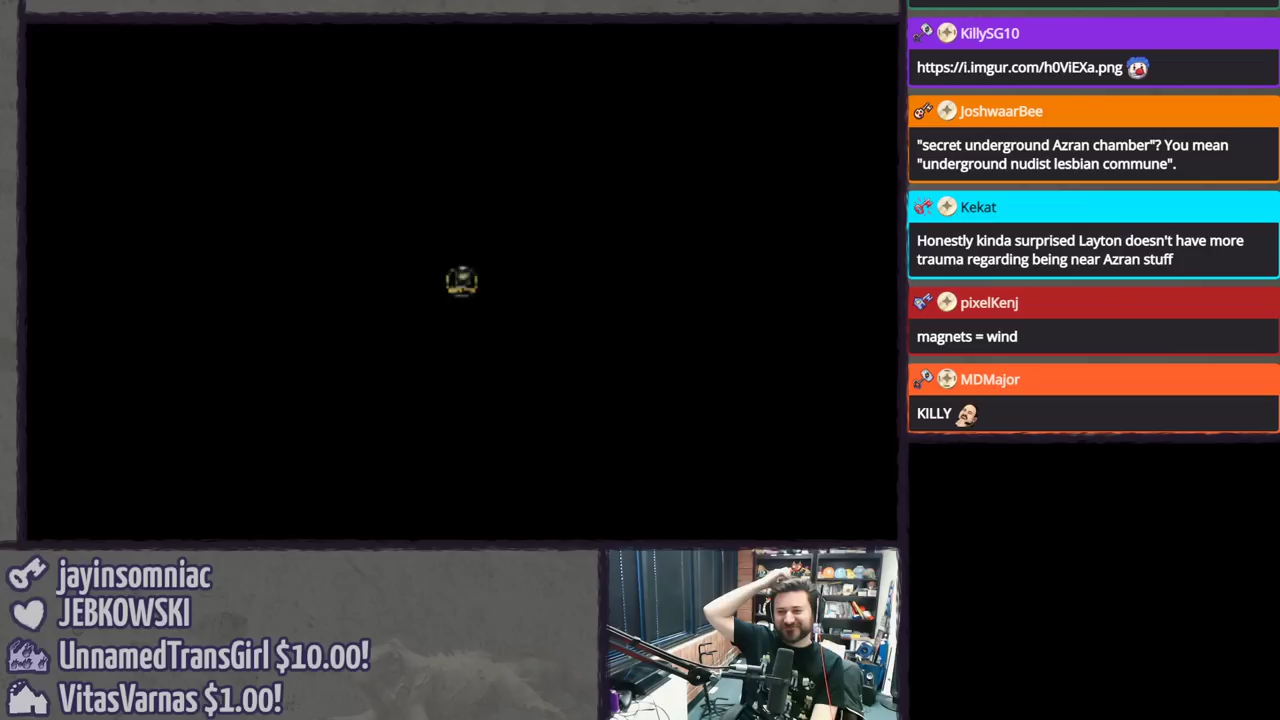 KillySG10
https://i.imgur.com/h0ViEXa.png
JoshwaarBee
"secret underground Azran chamber"? You mean
"underground nudist lesbian commune".
Kekat
Honestly kinda surprised Layton doesn't have more
trauma regarding being near Azran stuff
pixelKenj
magnets = wind
MDMajor
KILLY
jayinsomniac
JEBKOWSKI
UnnamedTransGirl $10.00!
VitasVarnas $1.00!